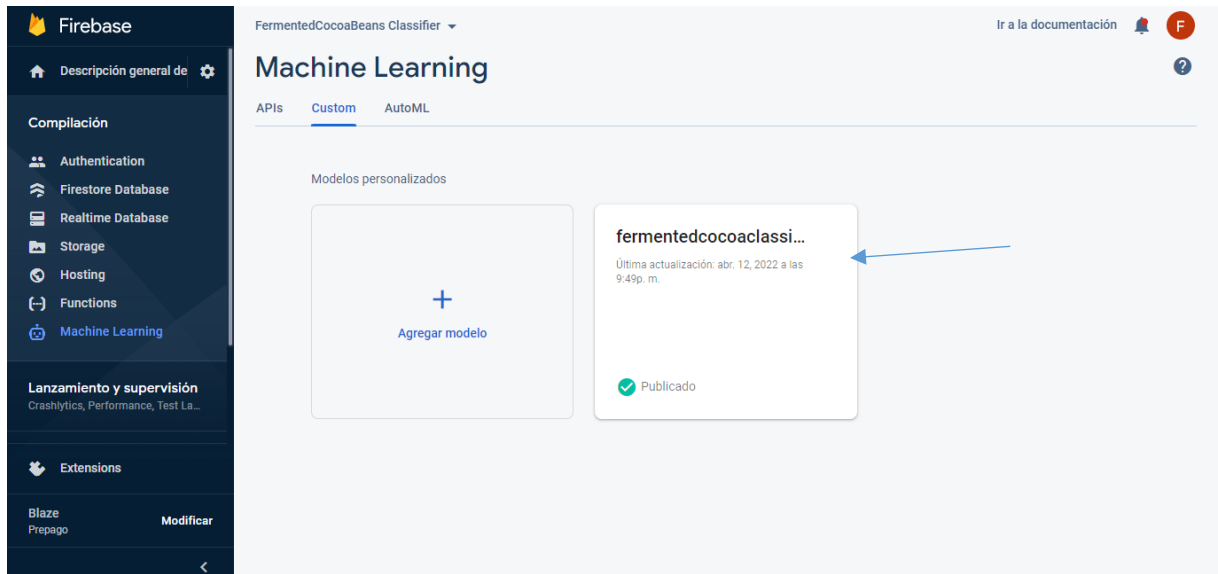 Firebase
Descripción general de
Compilación
Authentication
Firestore Database
Realtime Database
Storage
Hosting
Functions
Machine Learning
Lanzamiento y supervisión
Crashlytics, Performance, Test La...
Extensions
Blaze
Prepago
Modificar
FermentedCocoaBeans Classifier
Ir a la documentación
F
Machine Learning
APIs Custom AutoML
Modelos personalizados
Agregar modelo
fermentedcocoaclassi...
Última actualización: abr. 12, 2022 a las
9:49p. m.
Publicado